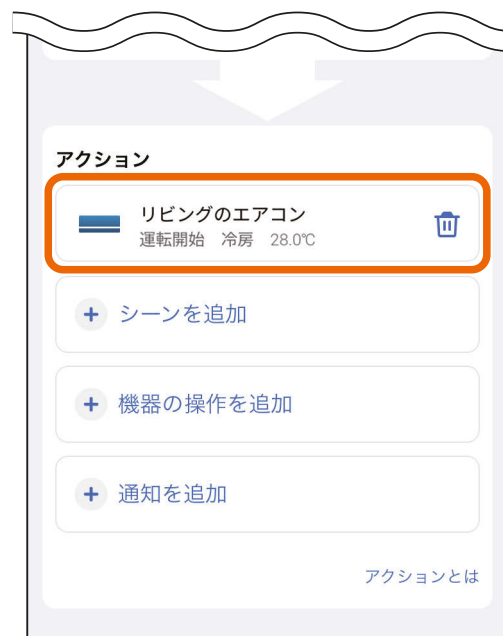 アクション
リビングのエアコン
運転開始 冷房 28.0℃
シーンを追加
機器の操作を追加
通知を追加
アクションとは